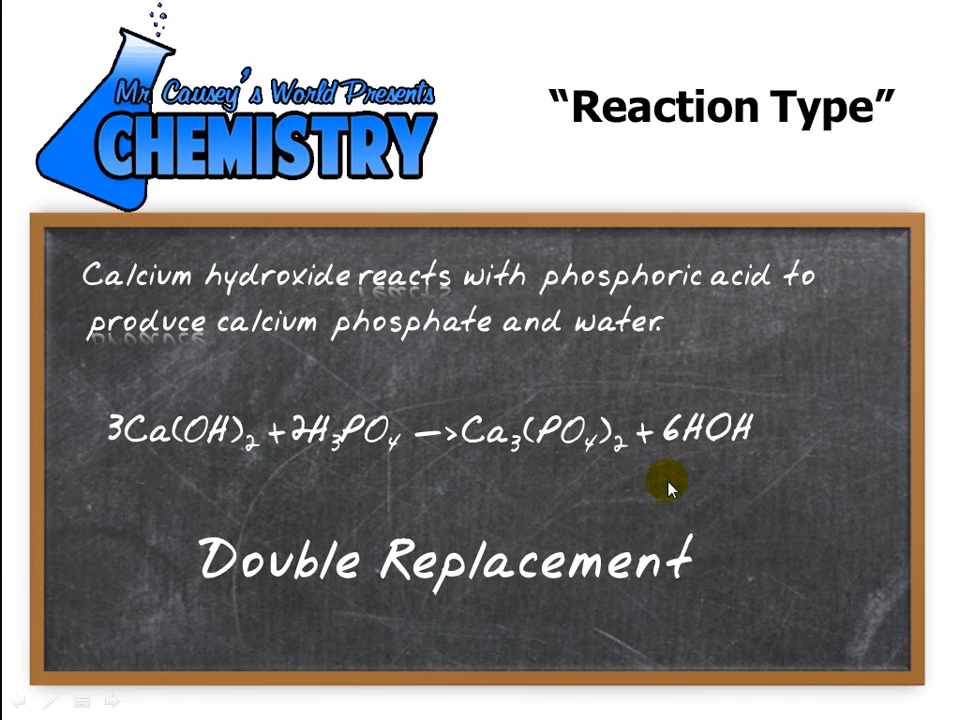 Mr. Causey's World Presents
CHEMISTRY
“Reaction Type”
Calcium hydroxide reacts with phosphoric acid to
produce calcium phosphate and water.
3Ca(OH)₂ + 2H₃PO₄ —> Ca₃(PO₄)₂ + 6HOH
Double Replacement